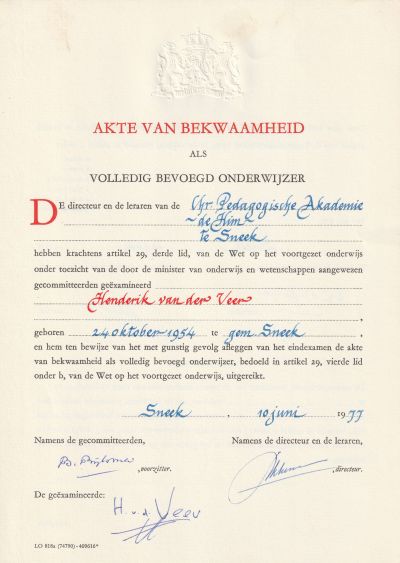 AKTE VAN BEKWAAMHEID
ALS
VOLLEDIG BEVOEGD ONDERWIJZER
DE directeur en de leraren van de Chr. Pedagogische Akademie
~de Him~
te Sneek
hebben krachtens artikel 29, derde lid, van de Wet op het voortgezet onderwijs
onder toezicht van de door de minister van onderwijs en wetenschappen aangewezen
gecommitteerden geëxamineerd
Henderik van der Veer
geboren 24 oktober 1954 te gem. Sneek,
en hem ten bewijze van het met gunstig gevolg afleggen van het eindexamen de akte
van bekwaamheid als volledig bevoegd onderwijzer, bedoeld in artikel 29, vierde lid
onder b, van de Wet op het voortgezet onderwijs, uitgereikt.
Sneek, 10 juni 1977
Namens de gecommitteerden,
Namens de directeur en de leraren,
, voorzitter.
, directeur.
De geëxamineerde:
H. v. d. Veer
LO 818a (74790) - 469616*